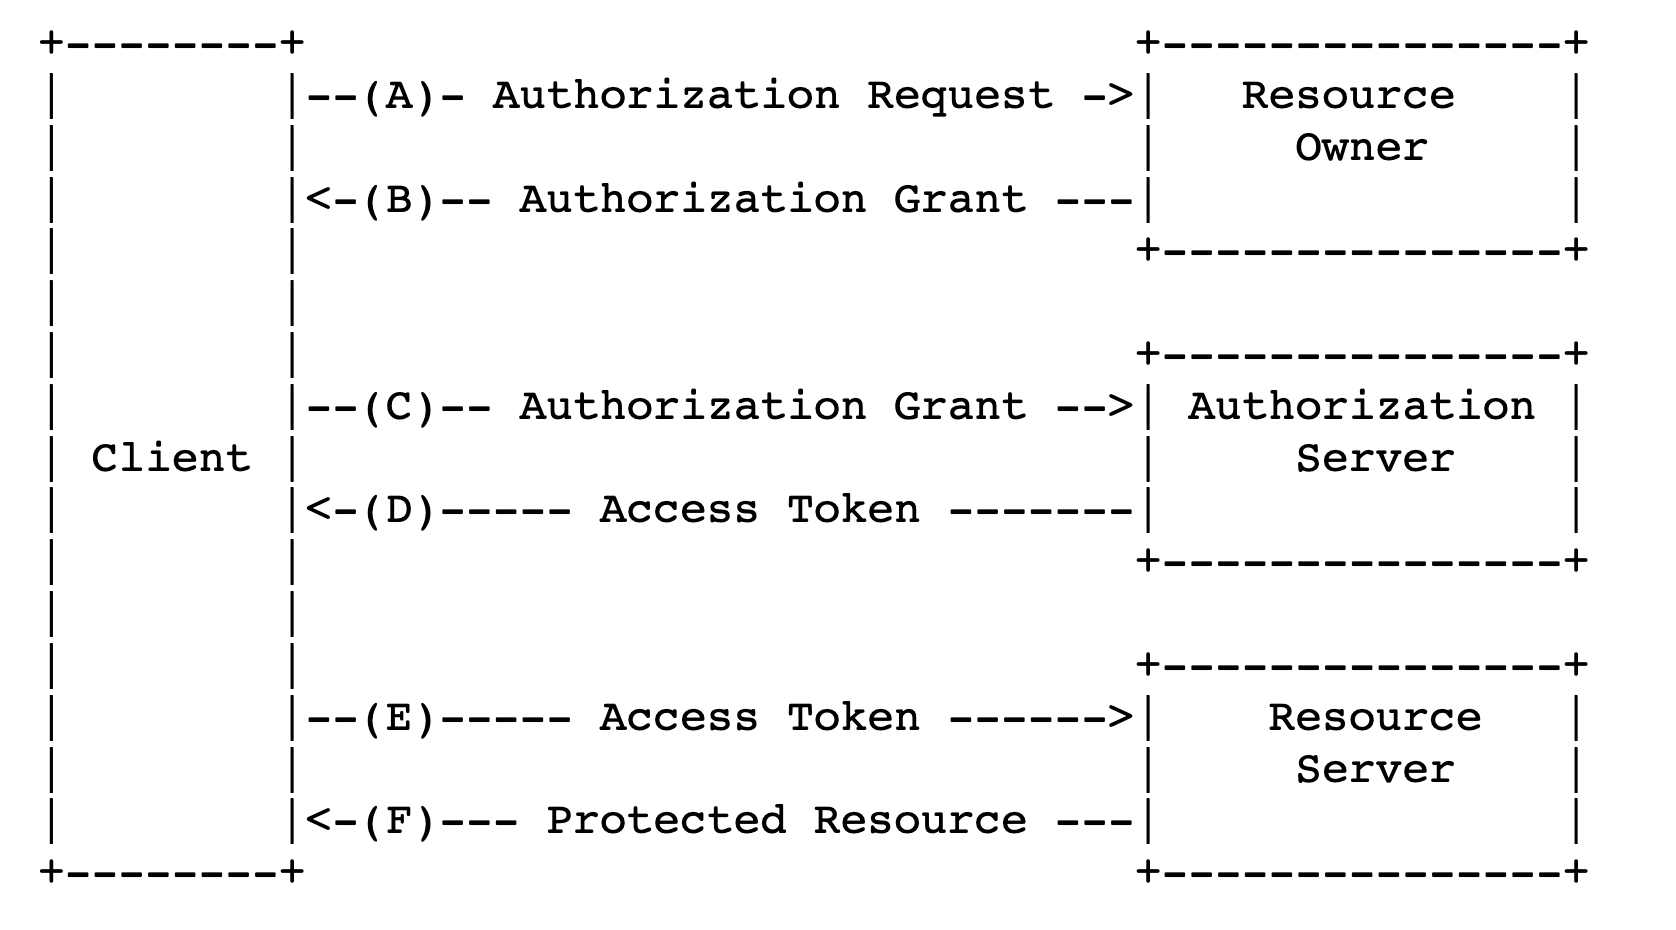 +--------+                               +---------------+
|        |--(A)- Authorization Request ->|   Resource    |
|        |                               |     Owner     |
|        |<-(B)-- Authorization Grant ---|               |
|        |                               +---------------+
|        |
|        |                               +---------------+
|        |--(C)-- Authorization Grant -->| Authorization |
| Client |                               |     Server    |
|        |<-(D)----- Access Token -------|               |
|        |                               +---------------+
|        |
|        |                               +---------------+
|        |--(E)----- Access Token ------>|    Resource   |
|        |                               |     Server    |
|        |<-(F)--- Protected Resource ---|               |
+--------+                               +---------------+